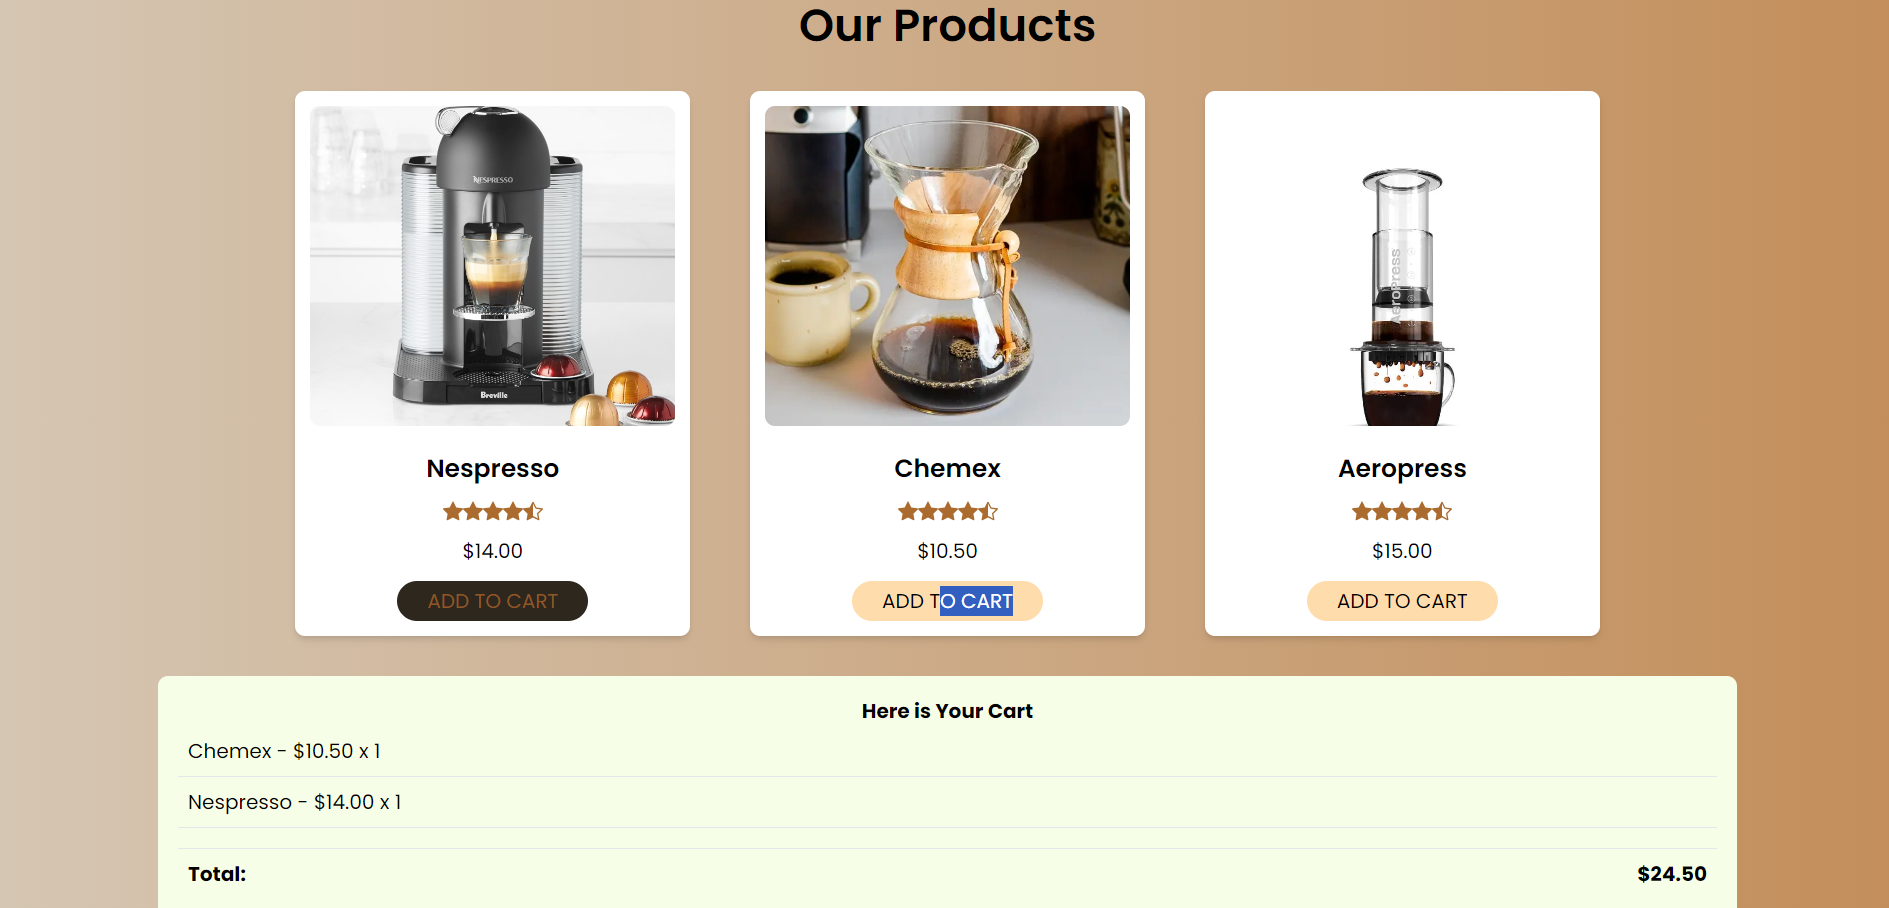 Our Products
NESPRESSO
Breville
AeroPress
Nespresso
$14.00
ADD TO CART
Chemex
$10.50
ADD TO CART
Aeropress
$15.00
ADD TO CART
Here is Your Cart
Chemex - $10.50 x 1
Nespresso - $14.00 x 1
Total: $24.50